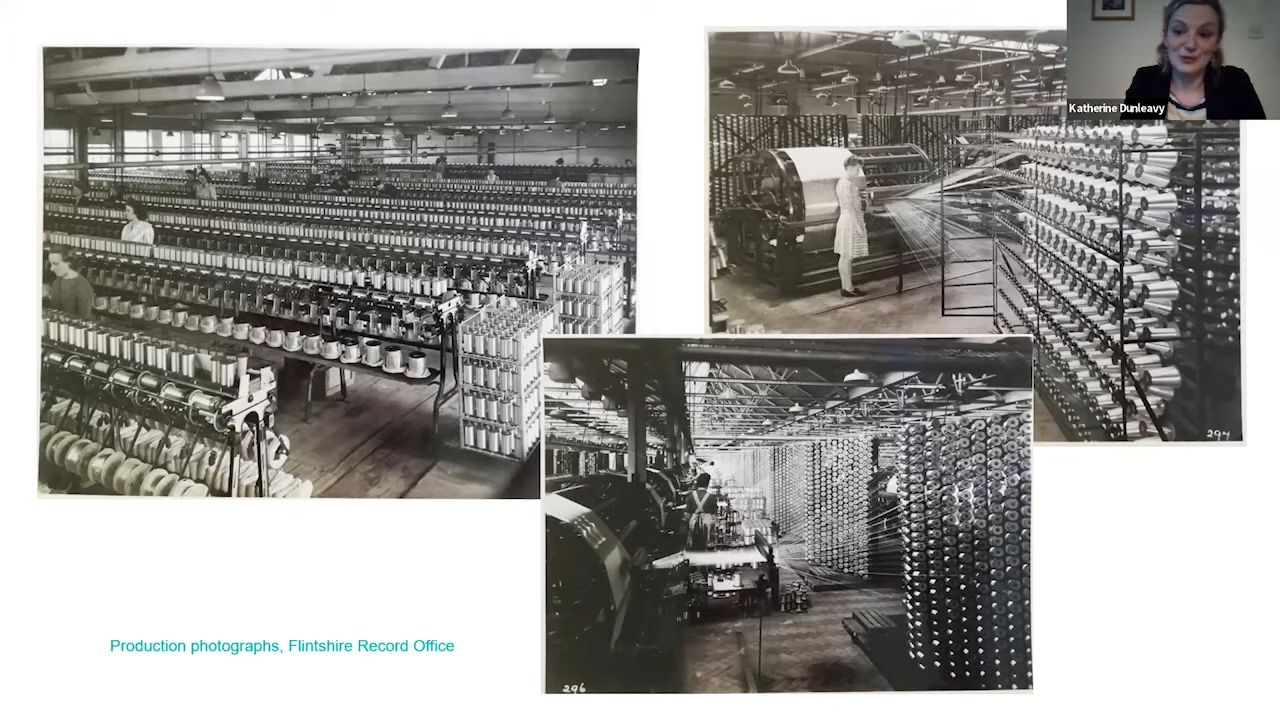 Katherine Dunleavy
294
296
Production photographs, Flintshire Record Office